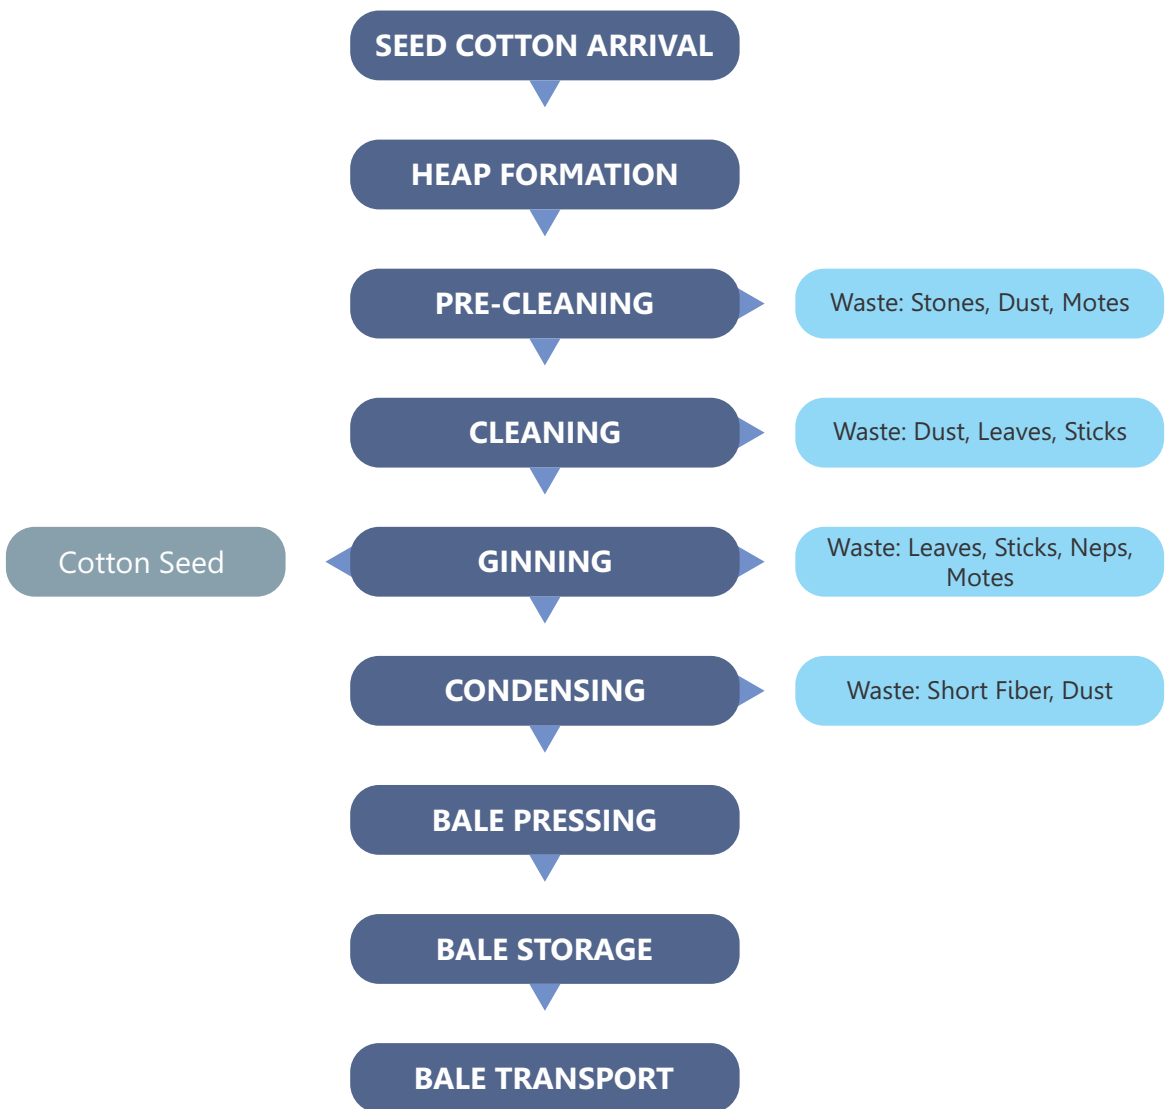 SEED COTTON ARRIVAL
HEAP FORMATION
PRE-CLEANING
Waste: Stones, Dust, Motes
CLEANING
Waste: Dust, Leaves, Sticks
Cotton Seed
GINNING
Waste: Leaves, Sticks, Neps,
Motes
CONDENSING
Waste: Short Fiber, Dust
BALE PRESSING
BALE STORAGE
BALE TRANSPORT